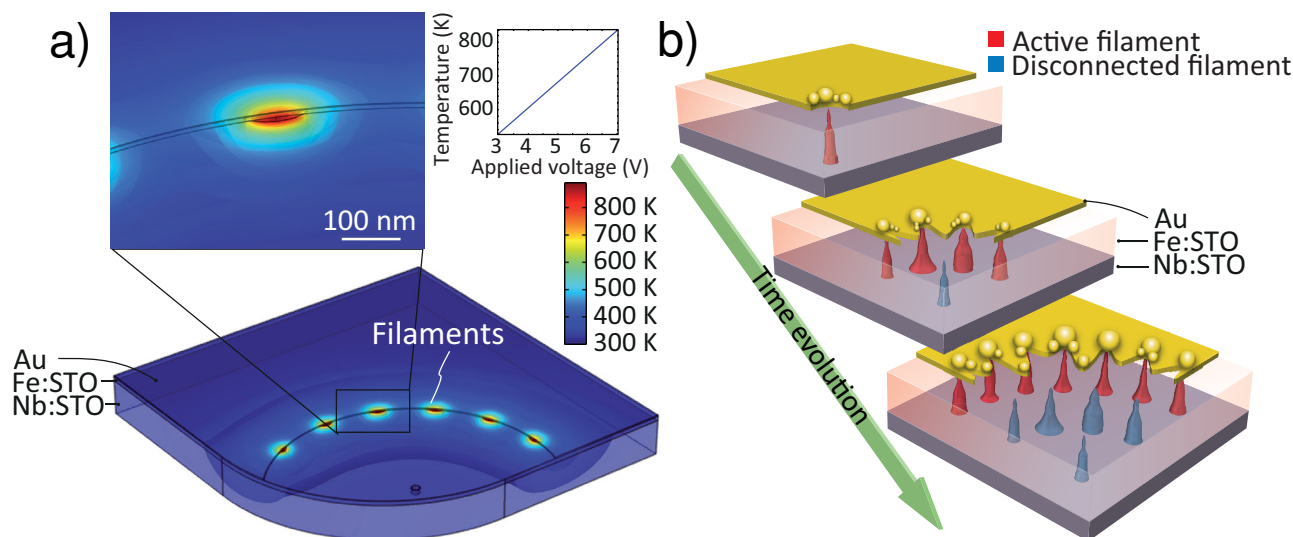 a)
Temperature (K)
800
700
600
3 4 5 6 7
Applied voltage (V)
100 nm
800 K
700 K
600 K
500 K
400 K
300 K
Filaments
Au
Fe:STO
Nb:STO
b)
Active filament
Disconnected filament
Au
Fe:STO
Nb:STO
Time evolution